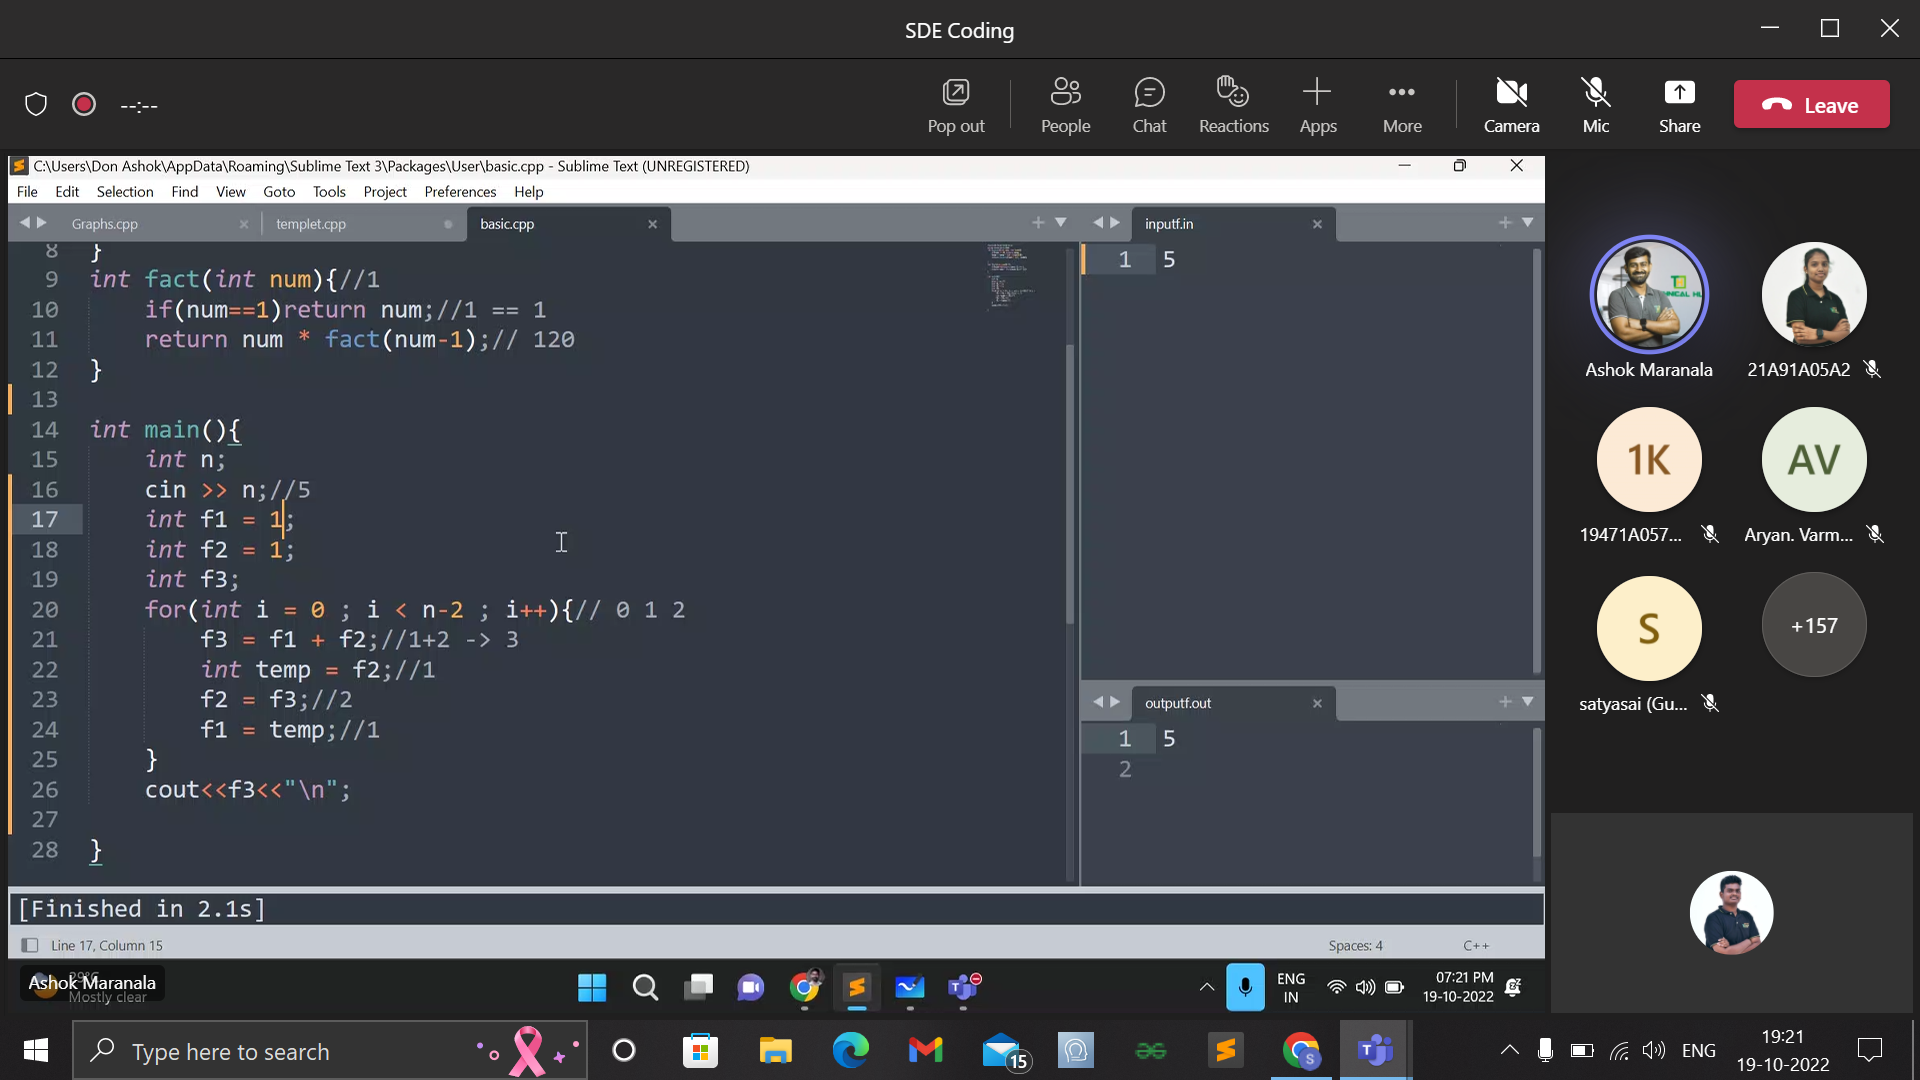 SDE Coding
--:--
Pop out
People
Chat
Reactions
Apps
More
Camera
Mic
Share
Leave
C:\Users\Don Ashok\AppData\Roaming\Sublime Text 3\Packages\User\basic.cpp - Sublime Text (UNREGISTERED)
File Edit Selection Find View Goto Tools Project Preferences Help
Graphs.cpp
templet.cpp
basic.cpp
8 }
9 int fact(int num){//1
10 if(num==1)return num;//1 == 1
11 return num * fact(num-1);// 120
12 }
13
14 int main(){
15 int n;
16 cin >> n;//5
17 int f1 = 1;
18 int f2 = 1;
19 int f3;
20 for(int i = 0 ; i < n-2 ; i++){// 0 1 2
21 f3 = f1 + f2;//1+2 -> 3
22 int temp = f2;//1
23 f2 = f3;//2
24 f1 = temp;//1
25 }
26 cout<<f3<<"\n";
27
28 }
inputf.in
1 5
outputf.out
1 5
2
[Finished in 2.1s]
Line 17, Column 15
Spaces: 4
C++
Ashok Maranala
29°C
Mostly clear
ENG
IN
07:21 PM
19-10-2022
Ashok Maranala
21A91A05A2
1K
19471A057...
AV
Aryan. Varm...
S
satyasai (Gu...
+157
Type here to search
15
S
ENG
19:21
19-10-2022